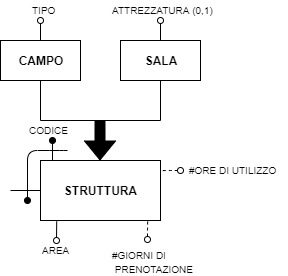 TIPO
ATTREZZATURA (0,1)
CAMPO
SALA
CODICE
#ORE DI UTILIZZO
STRUTTURA
AREA
#GIORNI DI
PRENOTAZIONE